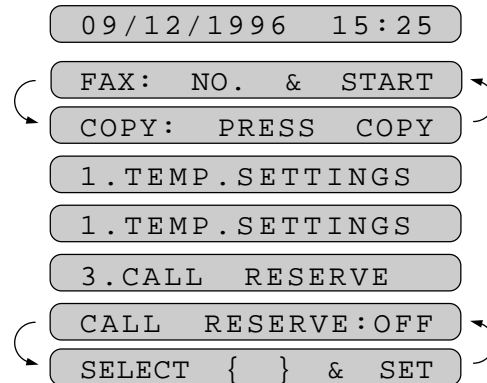 09/12/1996 15:25
FAX: NO. & START
COPY: PRESS COPY
1.TEMP.SETTINGS
1.TEMP.SETTINGS
3.CALL RESERVE
CALL RESERVE:OFF
SELECT { } & SET